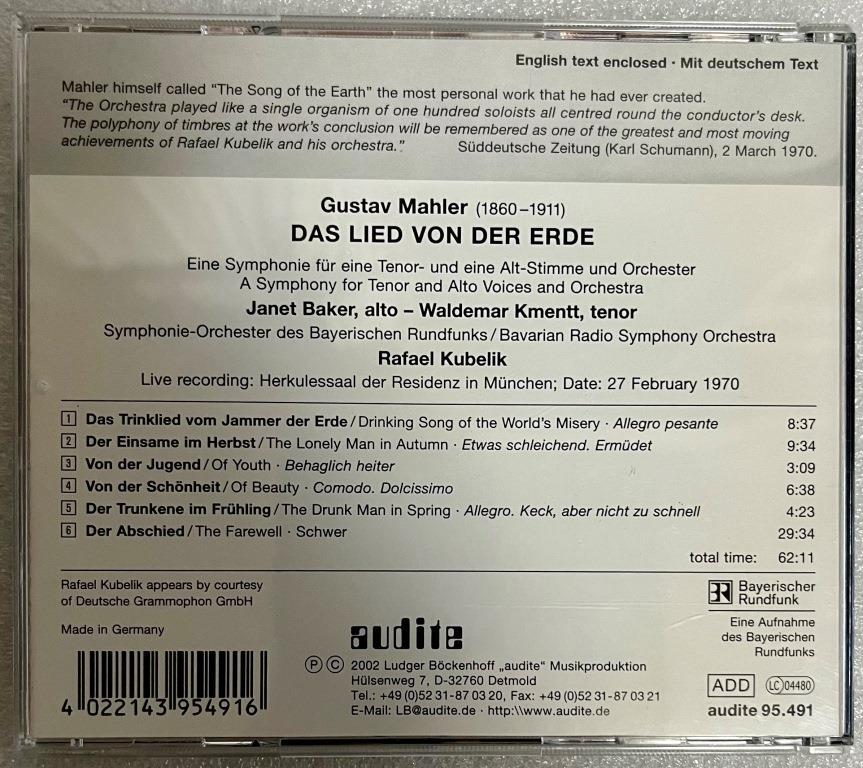 English text enclosed · Mit deutschem Text
Mahler himself called "The Song of the Earth" the most personal work that he had ever created.
"The Orchestra played like a single organism of one hundred soloists all centred round the conductor's desk.
The polyphony of timbres at the work's conclusion will be remembered as one of the greatest and most moving
achievements of Rafael Kubelik and his orchestra." Süddeutsche Zeitung (Karl Schumann), 2 March 1970.
Gustav Mahler (1860–1911)
DAS LIED VON DER ERDE
Eine Symphonie für eine Tenor- und eine Alt-Stimme und Orchester
A Symphony for Tenor and Alto Voices and Orchestra
Janet Baker, alto – Waldemar Kmentt, tenor
Symphonie-Orchester des Bayerischen Rundfunks / Bavarian Radio Symphony Orchestra
Rafael Kubelik
Live recording: Herkulessaal der Residenz in München; Date: 27 February 1970
1 Das Trinklied vom Jammer der Erde / Drinking Song of the World's Misery · Allegro pesante 8:37
2 Der Einsame im Herbst / The Lonely Man in Autumn · Etwas schleichend. Ermüdet 9:34
3 Von der Jugend / Of Youth · Behaglich heiter 3:09
4 Von der Schönheit / Of Beauty · Comodo. Dolcissimo 6:38
5 Der Trunkene im Frühling / The Drunk Man in Spring · Allegro. Keck, aber nicht zu schnell 4:23
6 Der Abschied / The Farewell · Schwer 29:34
total time: 62:11
Rafael Kubelik appears by courtesy
of Deutsche Grammophon GmbH
Made in Germany
4 022143 954916
audite
Ⓟ © 2002 Ludger Böckenhoff „audite" Musikproduktion
Hülsenweg 7, D-32760 Detmold
Tel.: +49 (0)52 31-87 03 20, Fax: +49 (0)52 31-87 03 21
E-Mail: LB@audite.de · http:\\www.audite.de
BR Bayerischer
Rundfunk
Eine Aufnahme
des Bayerischen
Rundfunks
ADD LC 04480
audite 95.491